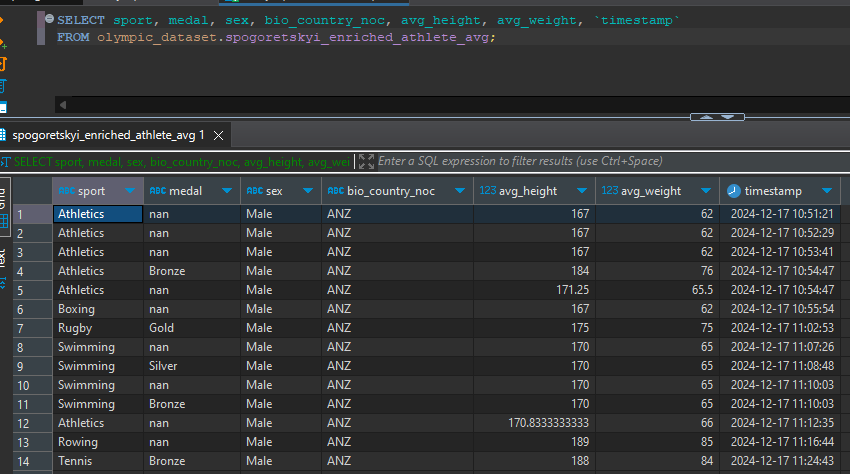 SELECT sport, medal, sex, bio_country_noc, avg_height, avg_weight, `timestamp`
FROM olympic_dataset.spogoretskyi_enriched_athlete_avg;
spogoretskyi_enriched_athlete_avg 1
SELECT sport, medal, sex, bio_country_noc, avg_height, avg_wei Enter a SQL expression to filter results (use Ctrl+Space)
Grid
Text
ABC sport ABC medal ABC sex ABC bio_country_noc 123 avg_height 123 avg_weight timestamp
1 Athletics nan Male ANZ 167 62 2024-12-17 10:51:21
2 Athletics nan Male ANZ 167 62 2024-12-17 10:52:29
3 Athletics nan Male ANZ 167 62 2024-12-17 10:53:41
4 Athletics Bronze Male ANZ 184 76 2024-12-17 10:54:47
5 Athletics nan Male ANZ 171.25 65.5 2024-12-17 10:54:47
6 Boxing nan Male ANZ 167 62 2024-12-17 10:55:54
7 Rugby Gold Male ANZ 175 75 2024-12-17 11:02:53
8 Swimming nan Male ANZ 170 65 2024-12-17 11:07:26
9 Swimming Silver Male ANZ 170 65 2024-12-17 11:08:48
10 Swimming nan Male ANZ 170 65 2024-12-17 11:10:03
11 Swimming Bronze Male ANZ 170 65 2024-12-17 11:10:03
12 Athletics nan Male ANZ 170.8333333333 66 2024-12-17 11:12:35
13 Rowing nan Male ANZ 189 85 2024-12-17 11:16:44
14 Tennis Bronze Male ANZ 188 84 2024-12-17 11:24:43